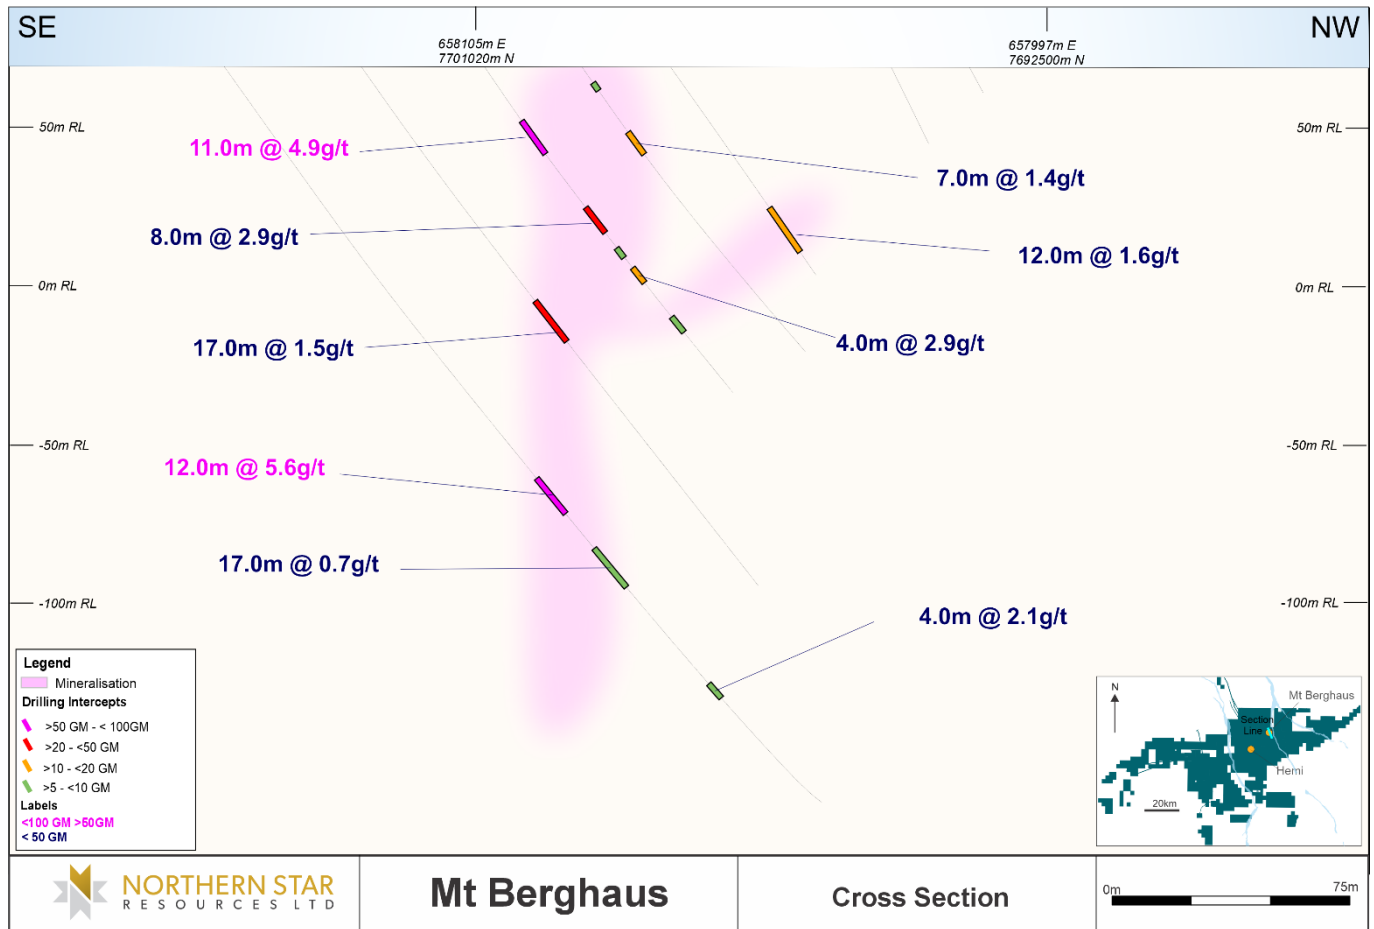 SE
NW
658105m E
7701020m N
657997m E
7692500m N
50m RL
50m RL
11.0m @ 4.9g/t
7.0m @ 1.4g/t
8.0m @ 2.9g/t
12.0m @ 1.6g/t
0m RL
0m RL
17.0m @ 1.5g/t
4.0m @ 2.9g/t
-50m RL
-50m RL
12.0m @ 5.6g/t
17.0m @ 0.7g/t
-100m RL
-100m RL
4.0m @ 2.1g/t
Legend
Mineralisation
Drilling Intercepts
>50 GM - < 100GM
>20 - <50 GM
>10 - <20 GM
>5 - <10 GM
Labels
<100 GM >50GM
< 50 GM
N
Mt Berghaus
Section
Line
Hemi
20km
NORTHERN STAR
RESOURCES LTD
Mt Berghaus
Cross Section
0m
75m